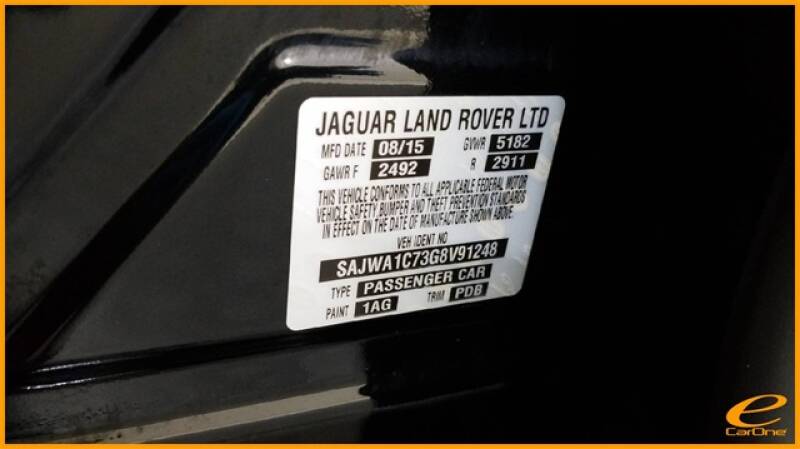 JAGUAR LAND ROVER LTD
MFD DATE 08/15 GVWR 5182
GAWR F 2492 R 2911
THIS VEHICLE CONFORMS TO ALL APPLICABLE FEDERAL MOTOR
VEHICLE SAFETY, BUMPER AND THEFT PREVENTION STANDARDS
IN EFFECT ON THE DATE OF MANUFACTURE SHOWN ABOVE.
VEH IDENT NO
SAJWA1C73G8V91248
TYPE PASSENGER CAR
PAINT 1AG TRIM PDB
e
CarOne